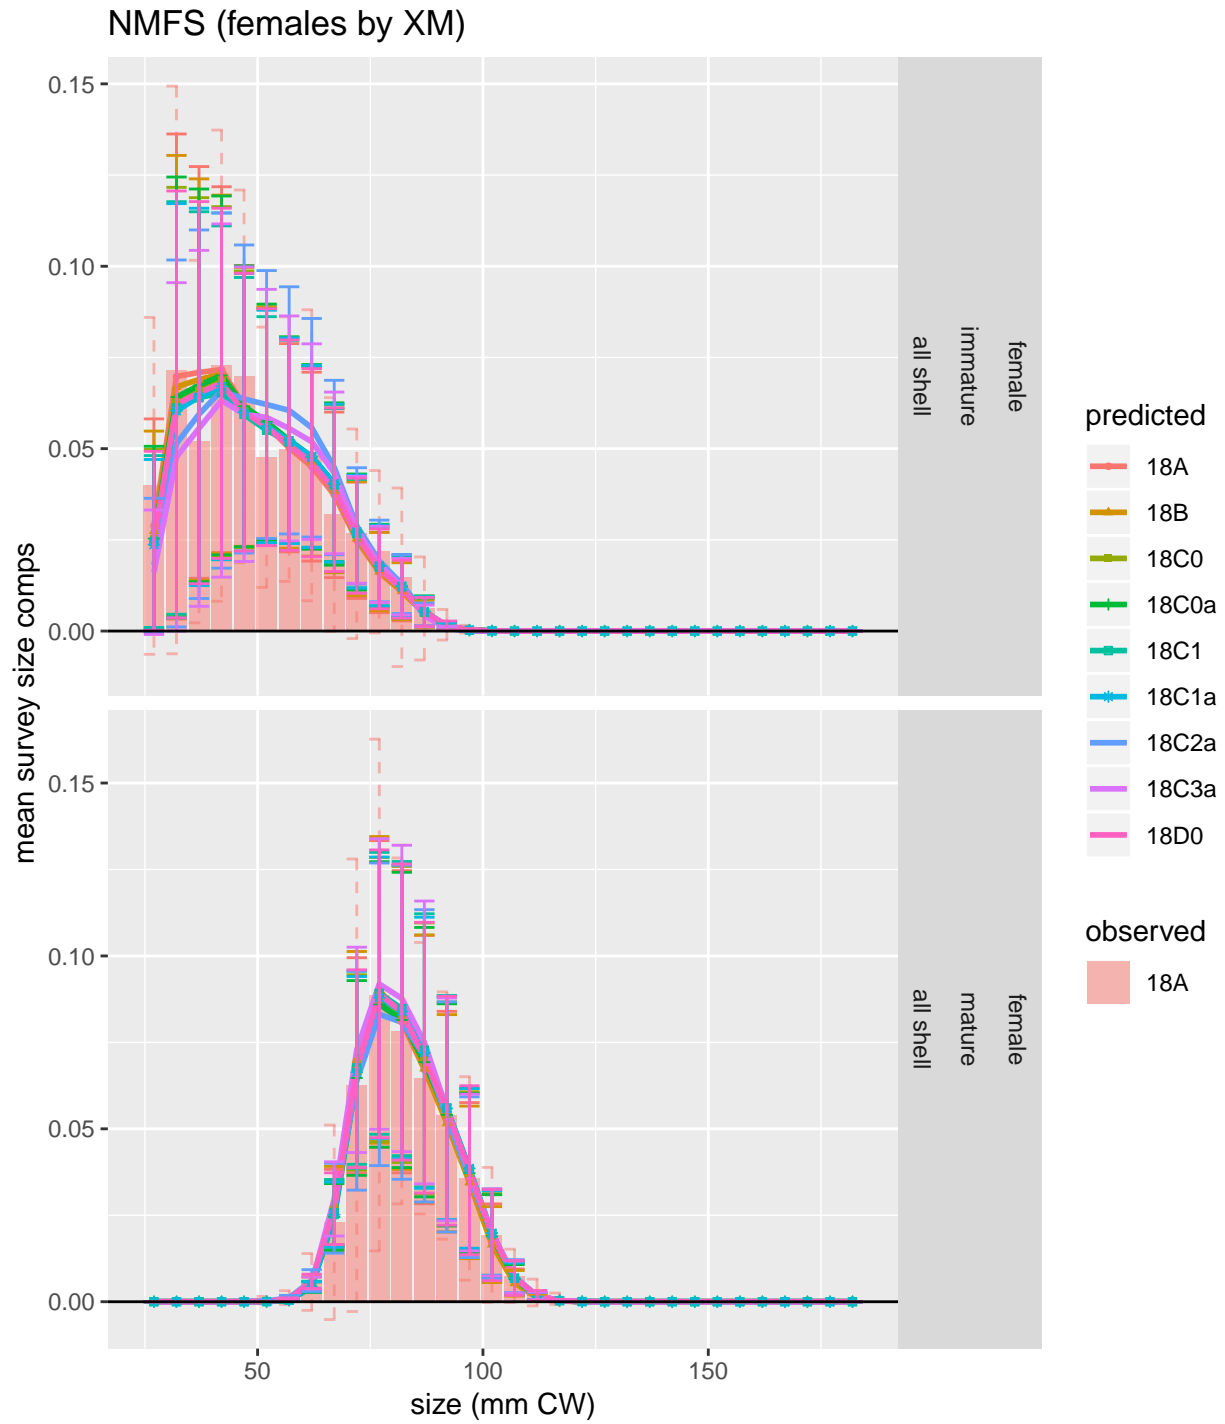 NMFS (females by XM)
mean survey size comps
0.15
0.10
0.05
0.00
all shell
immature
female
0.15
0.10
0.05
0.00
all shell
mature
female
50
100
150
size (mm CW)
predicted
18A
18B
18C0
18C0a
18C1
18C1a
18C2a
18C3a
18D0
observed
18A